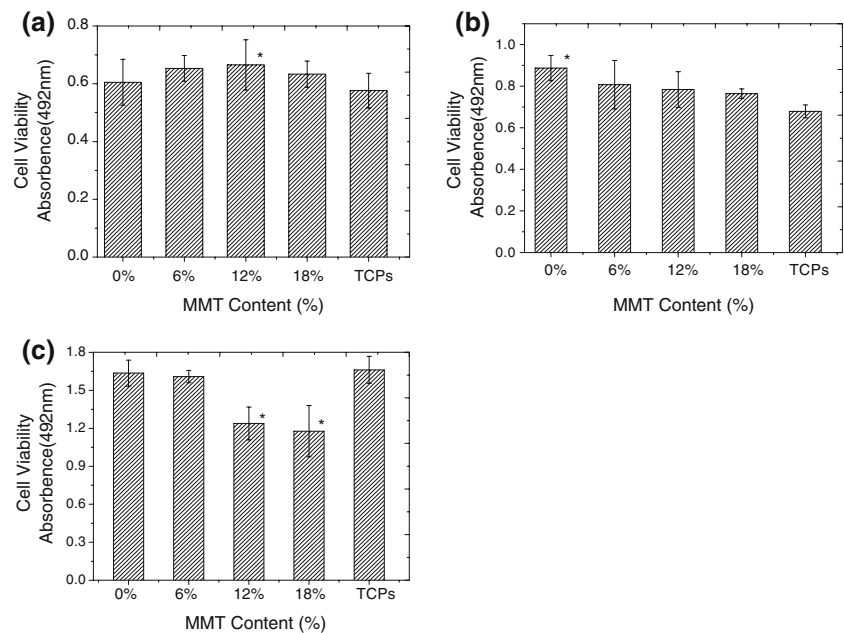 (a)
0.8
0.6
0.4
0.2
0.0
Cell Viability
Absorbence(492nm)
*
0% 6% 12% 18% TCPs
MMT Content (%)
(b)
1.0
0.8
0.6
0.4
0.2
0.0
Cell Viability
Absorbence(492nm)
*
0% 6% 12% 18% TCPs
MMT Content (%)
(c)
1.8
1.5
1.2
0.9
0.6
0.3
0.0
Cell Viability
Absorbence(492nm)
* *
0% 6% 12% 18% TCPs
MMT Content (%)